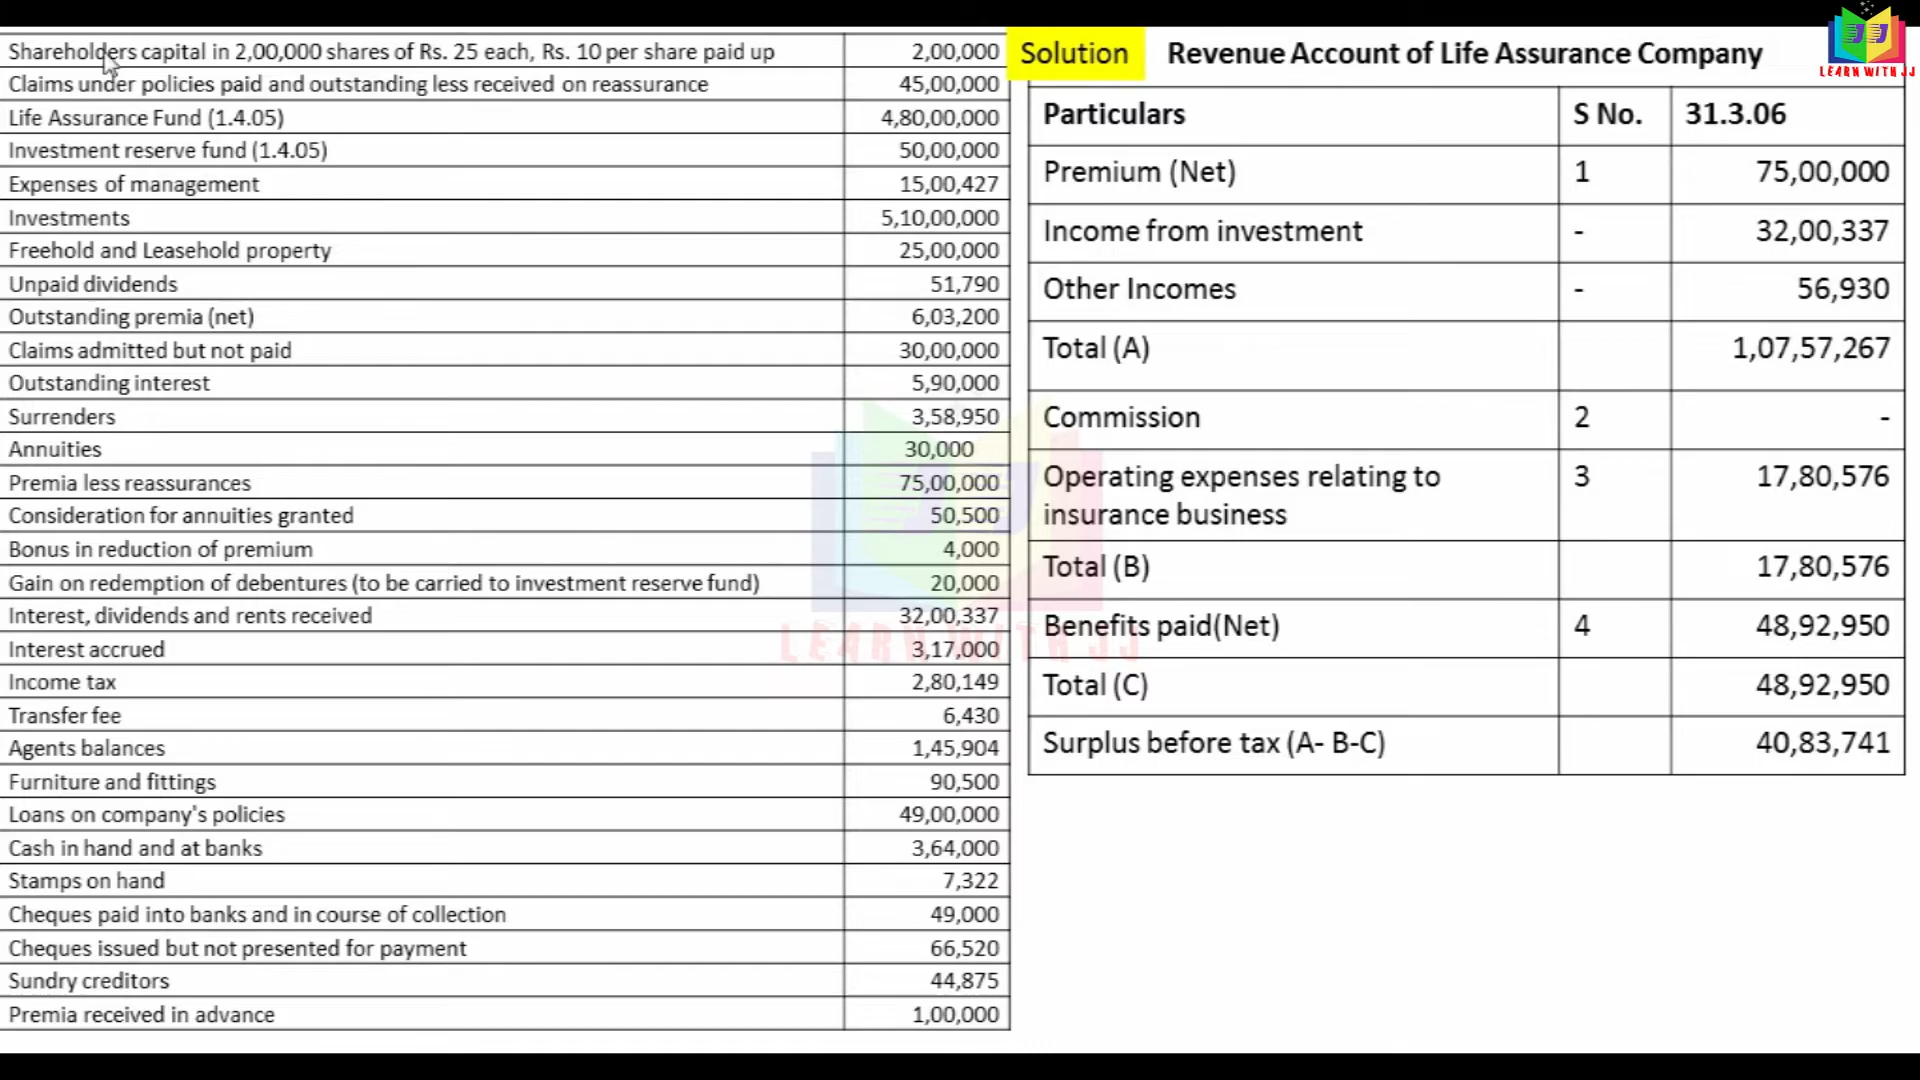 Shareholders capital in 2,00,000 shares of Rs. 25 each, Rs. 10 per share paid up 2,00,000
Claims under policies paid and outstanding less received on reassurance 45,00,000
Life Assurance Fund (1.4.05) 4,80,00,000
Investment reserve fund (1.4.05) 50,00,000
Expenses of management 15,00,427
Investments 5,10,00,000
Freehold and Leasehold property 25,00,000
Unpaid dividends 51,790
Outstanding premia (net) 6,03,200
Claims admitted but not paid 30,00,000
Outstanding interest 5,90,000
Surrenders 3,58,950
Annuities 30,000
Premia less reassurances 75,00,000
Consideration for annuities granted 50,500
Bonus in reduction of premium 4,000
Gain on redemption of debentures (to be carried to investment reserve fund) 20,000
Interest, dividends and rents received 32,00,337
Interest accrued 3,17,000
Income tax 2,80,149
Transfer fee 6,430
Agents balances 1,45,904
Furniture and fittings 90,500
Loans on company's policies 49,00,000
Cash in hand and at banks 3,64,000
Stamps on hand 7,322
Cheques paid into banks and in course of collection 49,000
Cheques issued but not presented for payment 66,520
Sundry creditors 44,875
Premia received in advance 1,00,000
Solution Revenue Account of Life Assurance Company
Particulars S No. 31.3.06
Premium (Net) 1 75,00,000
Income from investment - 32,00,337
Other Incomes - 56,930
Total (A) 1,07,57,267
Commission 2 -
Operating expenses relating to 3 17,80,576
insurance business
Total (B) 17,80,576
Benefits paid(Net) 4 48,92,950
Total (C) 48,92,950
Surplus before tax (A- B-C) 40,83,741
LEARN WITH JJ
LEARN WITH JJ